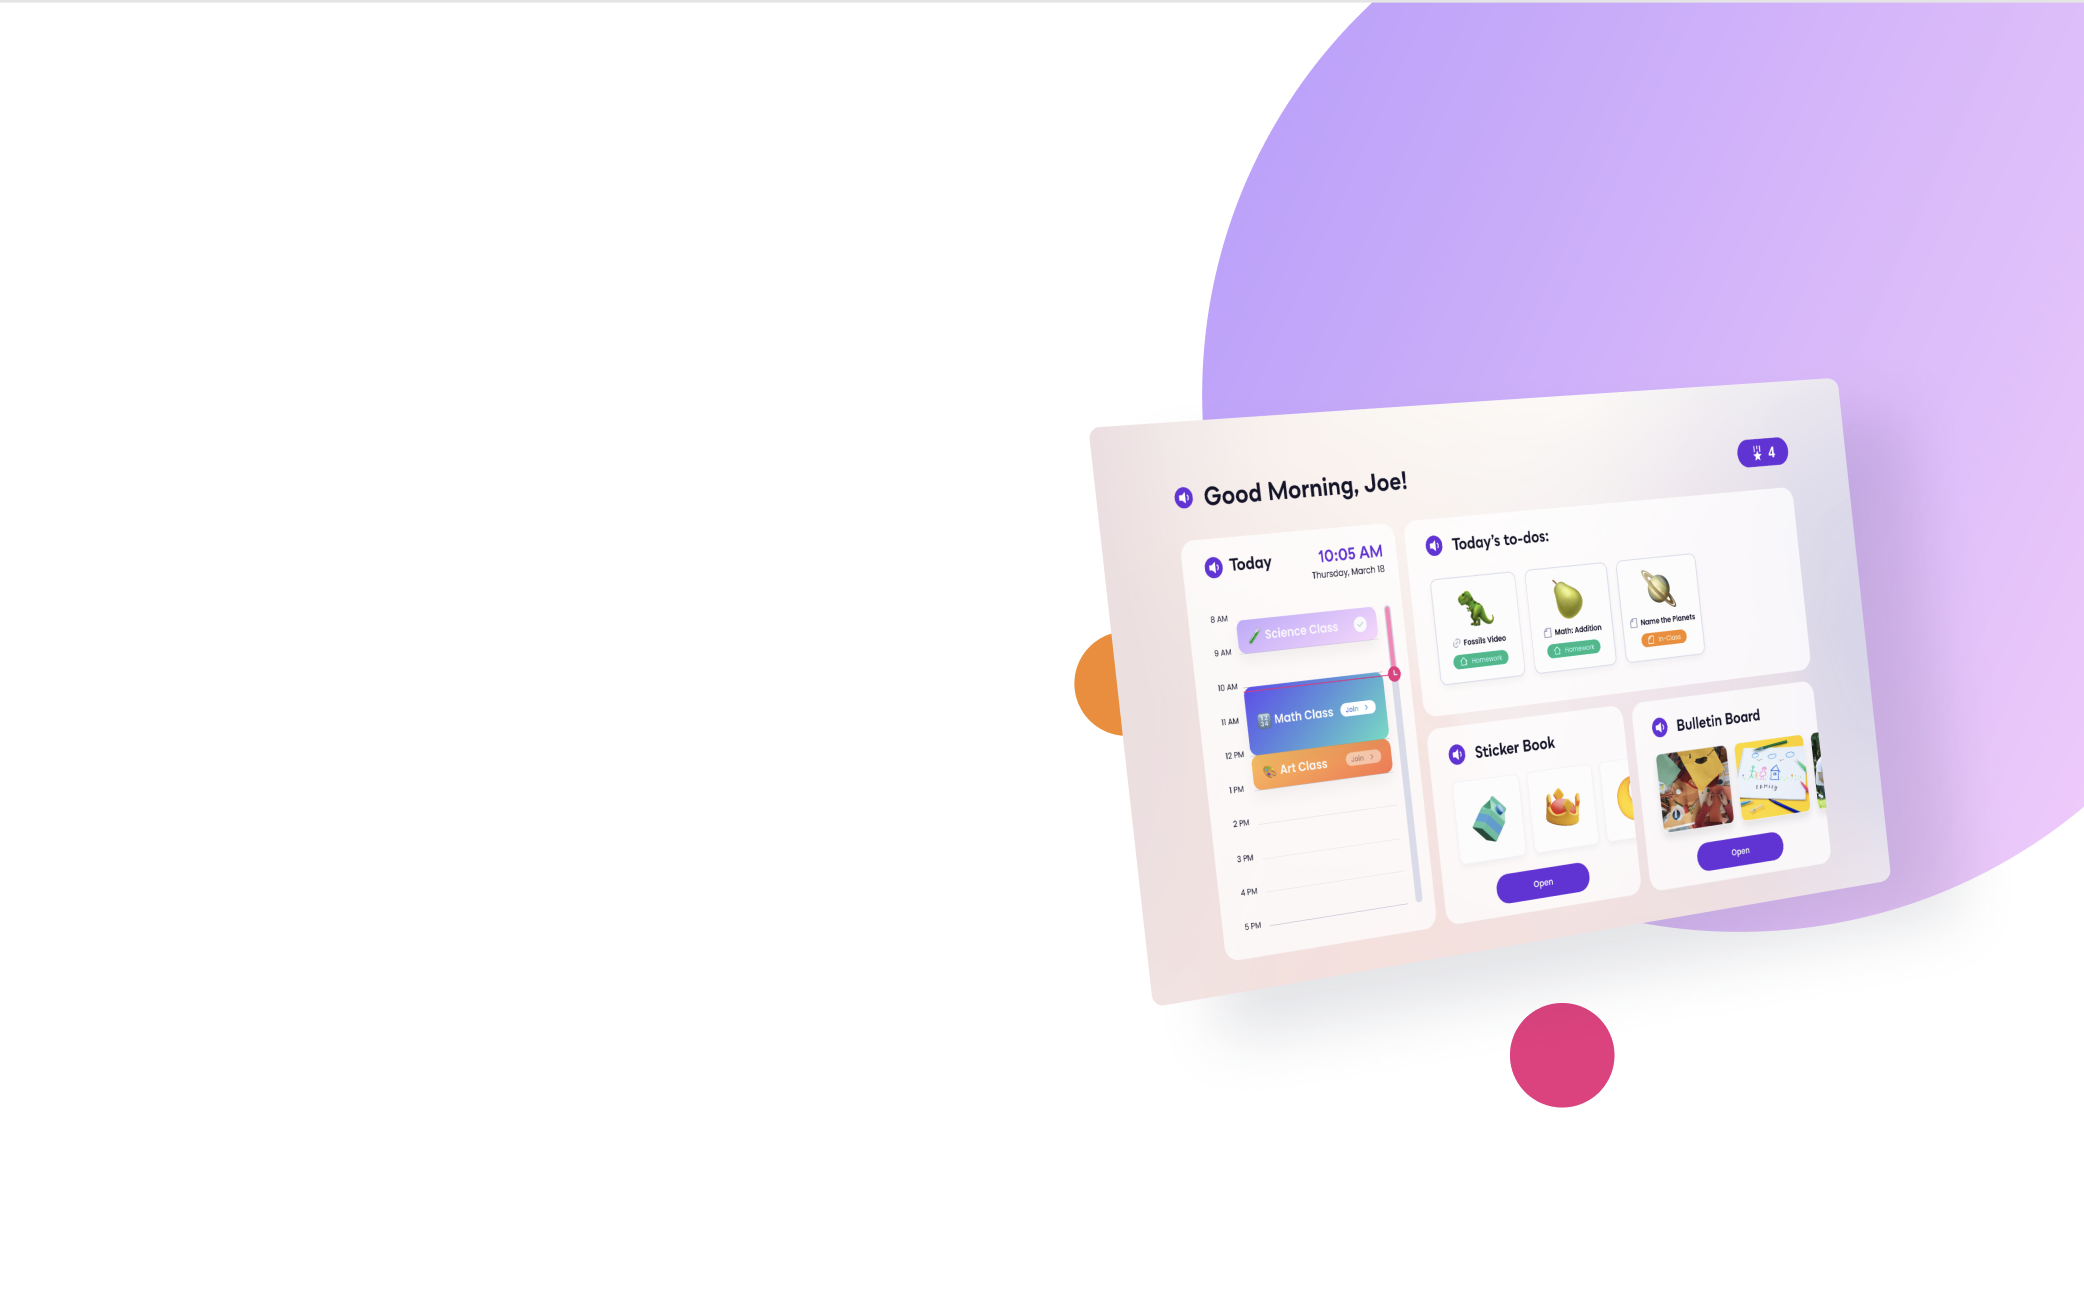 4
Good Morning, Joe!
Today
10:05 AM
Thursday, March 18
8 AM
Science Class
9 AM
10 AM
11 AM
Math Class
Join
12 PM
Art Class
Join
1 PM
2 PM
3 PM
4 PM
5 PM
Today's to-dos:
Fossils Video
Homework
Math: Addition
Homework
Name the Planets
In-Class
Sticker Book
Open
Bulletin Board
Family
Open